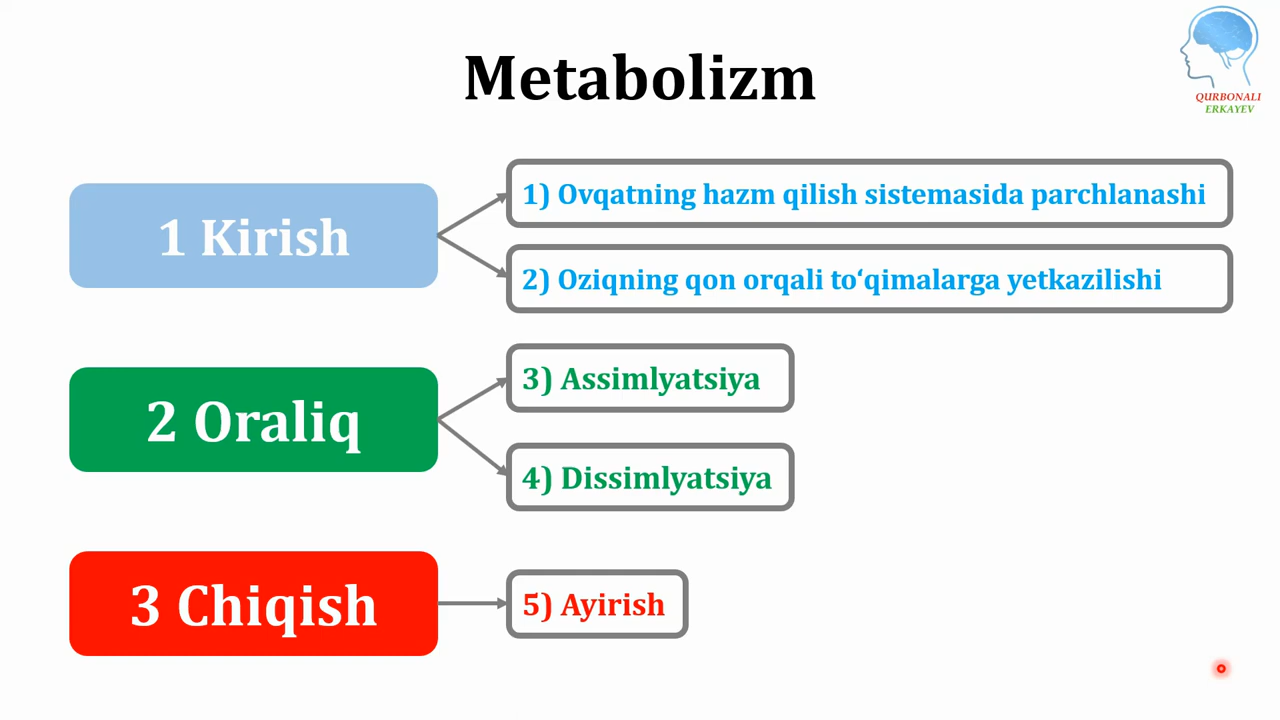 Metabolizm
QURBONALI
ERKAYEV
1 Kirish
1) Ovqatning hazm qilish sistemasida parchlanashi
2) Oziqning qon orqali to‘qimalarga yetkazilishi
2 Oraliq
3) Assimlyatsiya
4) Dissimlyatsiya
3 Chiqish
5) Ayirish